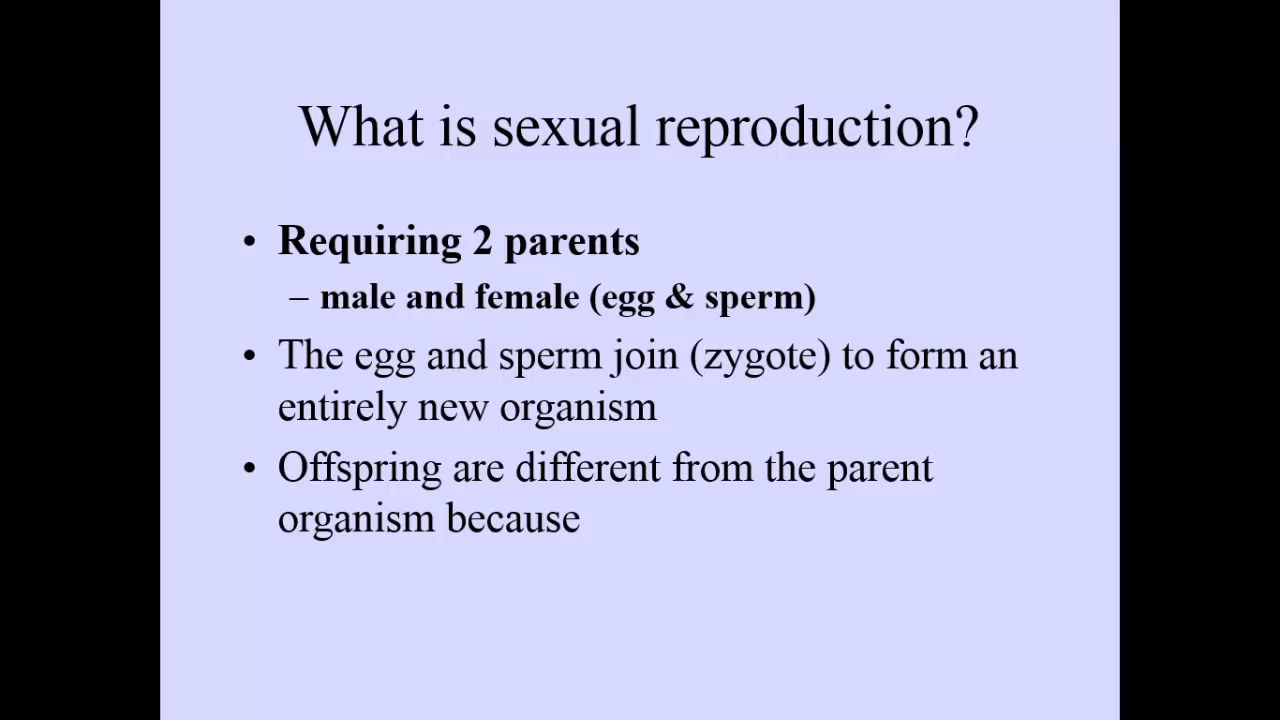 What is sexual reproduction?
• Requiring 2 parents
– male and female (egg & sperm)
• The egg and sperm join (zygote) to form an
entirely new organism
• Offspring are different from the parent
organism because